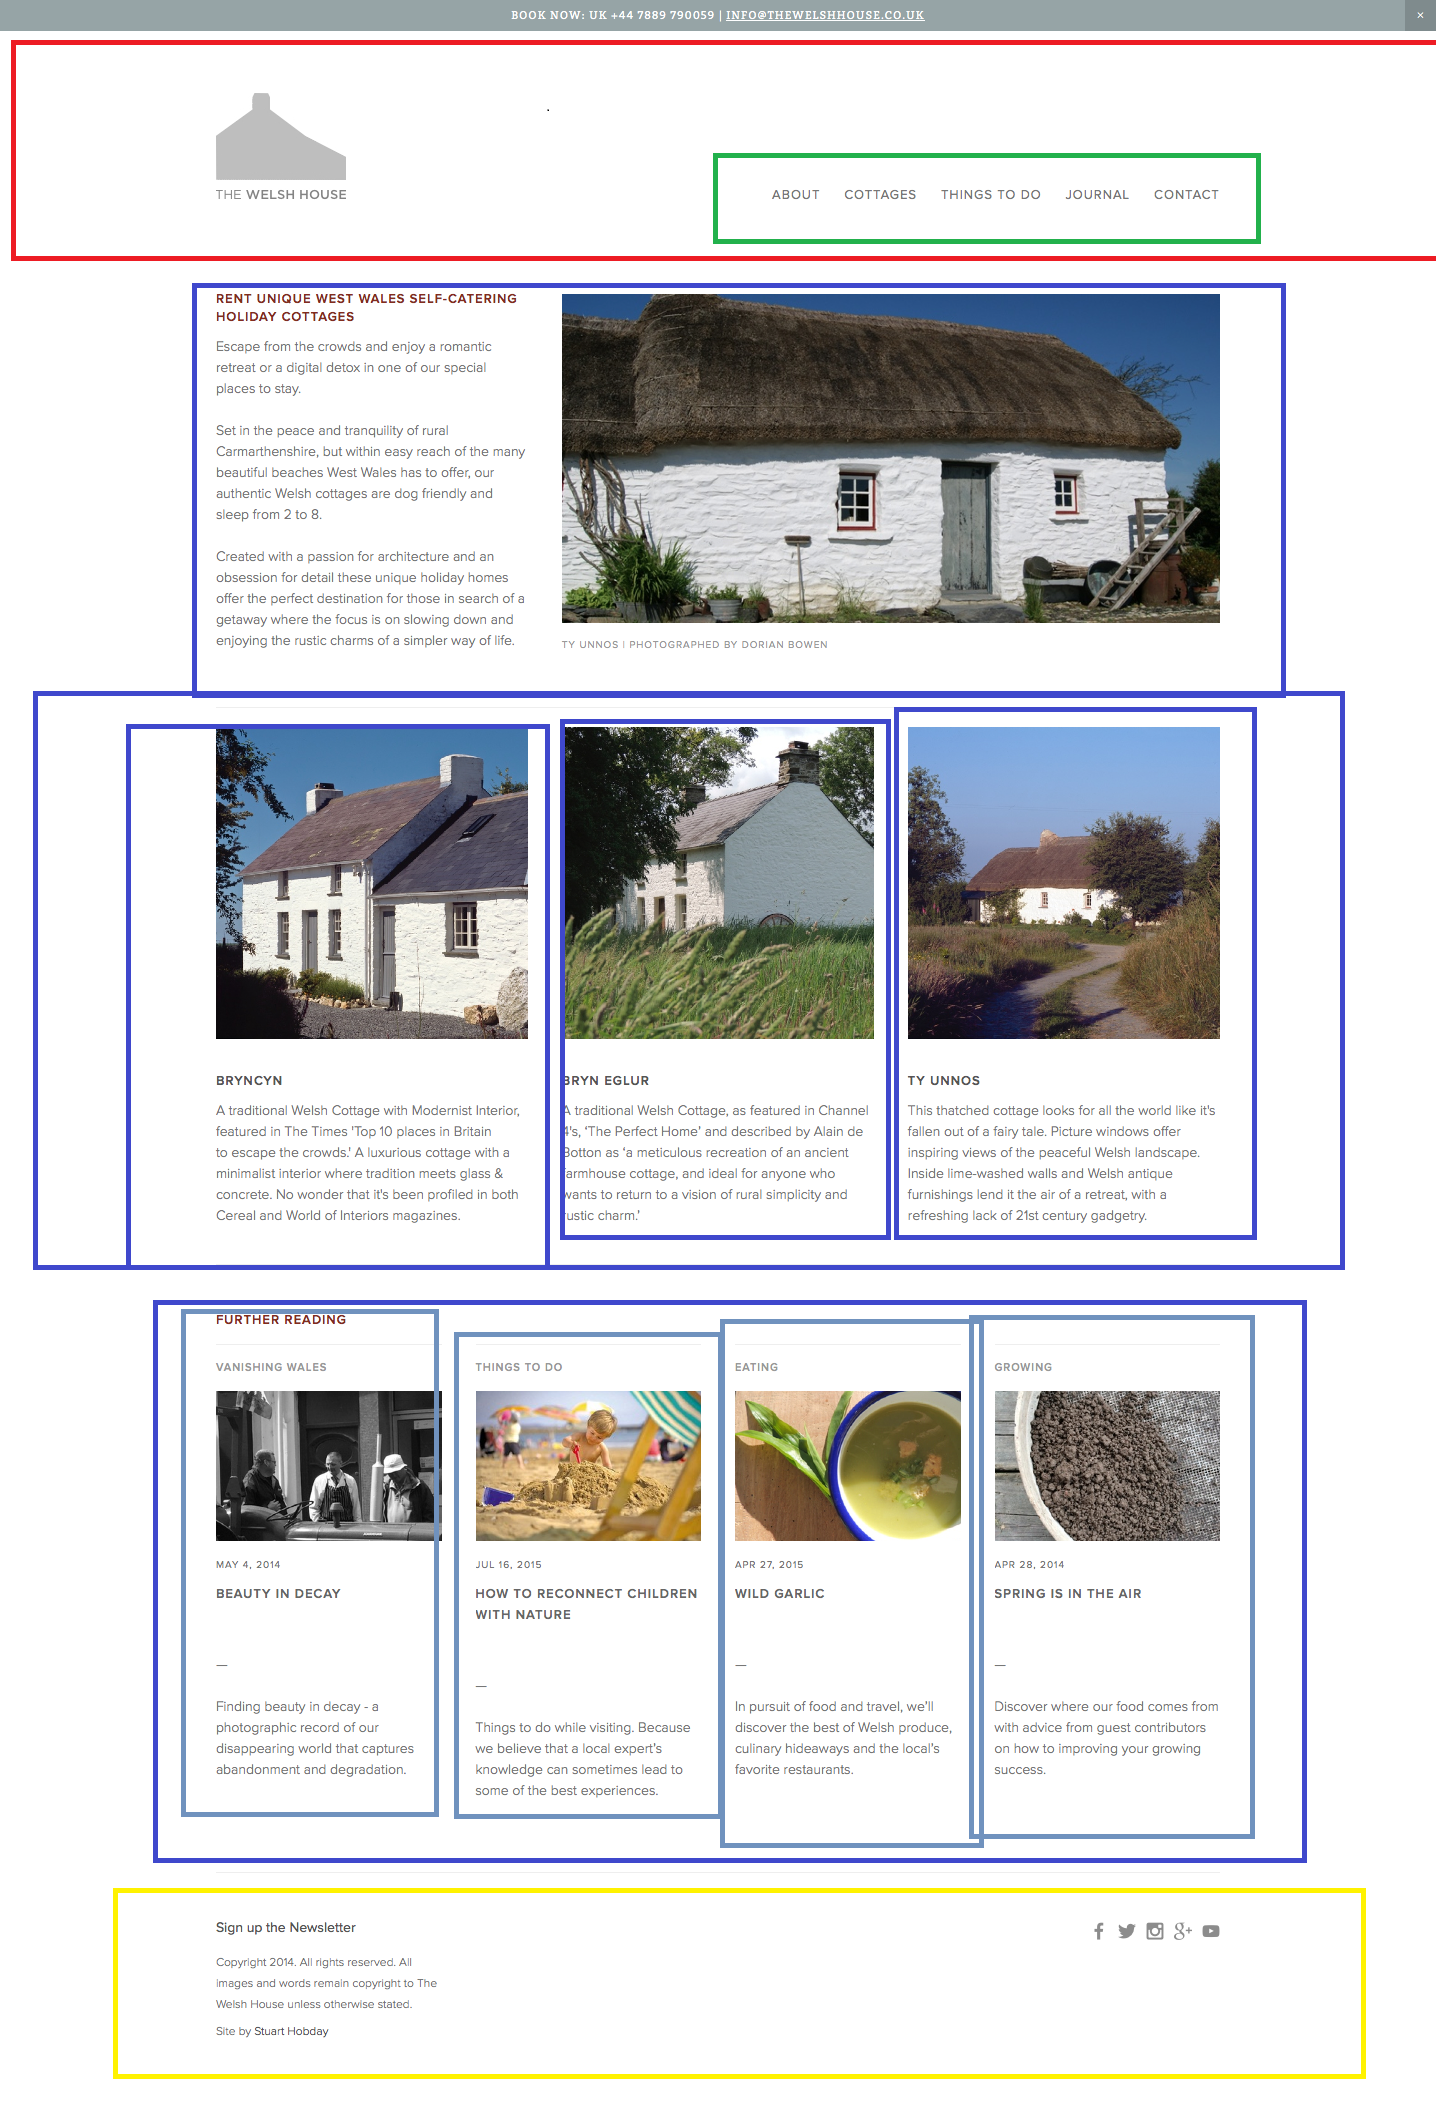 BOOK NOW: UK +44 7889 790059 | INFO@THEWELSHHOUSE.CO.UK
×
THE WELSH HOUSE
ABOUT COTTAGES THINGS TO DO JOURNAL CONTACT
RENT UNIQUE WEST WALES SELF-CATERING
HOLIDAY COTTAGES
Escape from the crowds and enjoy a romantic
retreat or a digital detox in one of our special
places to stay.
Set in the peace and tranquility of rural
Carmarthenshire, but within easy reach of the many
beautiful beaches West Wales has to offer, our
authentic Welsh cottages are dog friendly and
sleep from 2 to 8.
Created with a passion for architecture and an
obsession for detail these unique holiday homes
offer the perfect destination for those in search of a
getaway where the focus is on slowing down and
enjoying the rustic charms of a simpler way of life.
TY UNNOS | PHOTOGRAPHED BY DORIAN BOWEN
BRYNCYN
A traditional Welsh Cottage with Modernist Interior,
featured in The Times 'Top 10 places in Britain
to escape the crowds.' A luxurious cottage with a
minimalist interior where tradition meets glass &
concrete. No wonder that it's been profiled in both
Cereal and World of Interiors magazines.
BRYN EGLUR
A traditional Welsh Cottage, as featured in Channel
4's, ‘The Perfect Home’ and described by Alain de
Botton as ‘a meticulous recreation of an ancient
farmhouse cottage, and ideal for anyone who
wants to return to a vision of rural simplicity and
rustic charm.’
TY UNNOS
This thatched cottage looks for all the world like it's
fallen out of a fairy tale. Picture windows offer
inspiring views of the peaceful Welsh landscape.
Inside lime-washed walls and Welsh antique
furnishings lend it the air of a retreat, with a
refreshing lack of 21st century gadgetry.
FURTHER READING
VANISHING WALES
MAY 4, 2014
BEAUTY IN DECAY
—
Finding beauty in decay - a
photographic record of our
disappearing world that captures
abandonment and degradation.
THINGS TO DO
JUL 16, 2015
HOW TO RECONNECT CHILDREN
WITH NATURE
—
Things to do while visiting. Because
we believe that a local expert's
knowledge can sometimes lead to
some of the best experiences.
EATING
APR 27, 2015
WILD GARLIC
—
In pursuit of food and travel, we'll
discover the best of Welsh produce,
culinary hideaways and the local's
favorite restaurants.
GROWING
APR 28, 2014
SPRING IS IN THE AIR
—
Discover where our food comes from
with advice from guest contributors
on how to improving your growing
success.
Sign up the Newsletter
Copyright 2014. All rights reserved. All
images and words remain copyright to The
Welsh House unless otherwise stated.
Site by Stuart Hobday